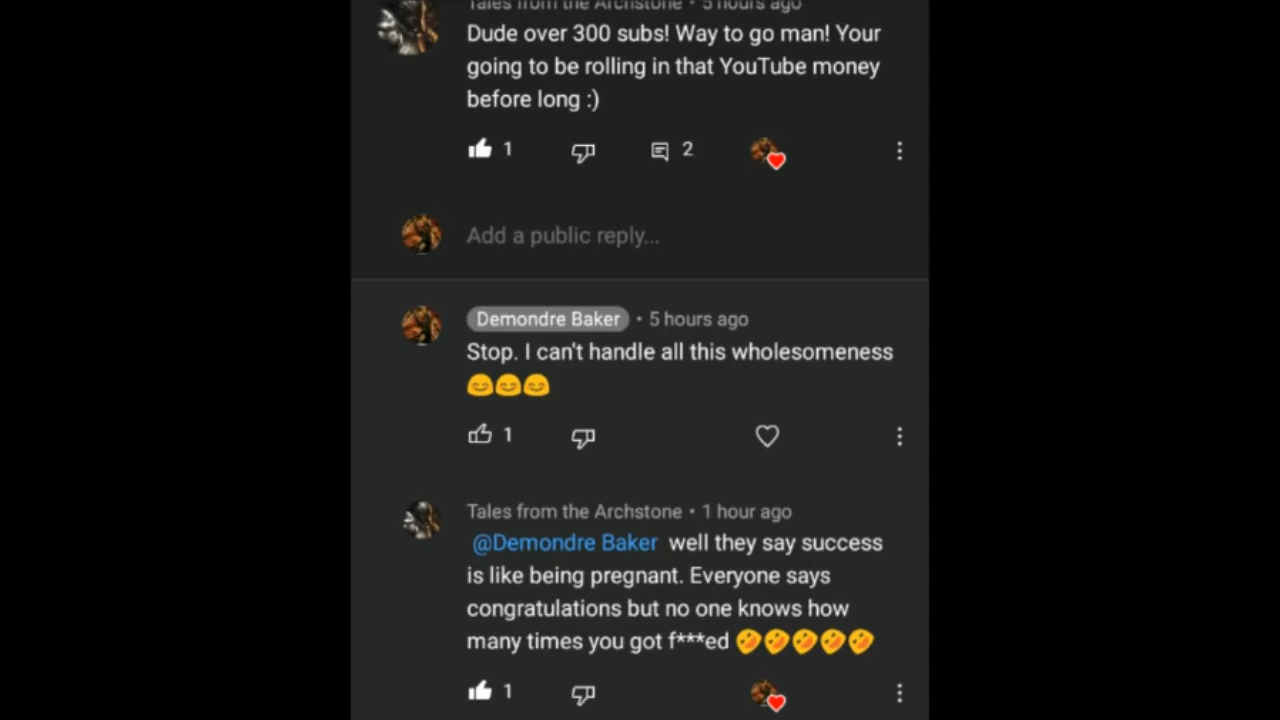 Tales from the Archstone • 5 hours ago
Dude over 300 subs! Way to go man! Your
going to be rolling in that YouTube money
before long :)
1 2
Add a public reply...
Demondre Baker • 5 hours ago
Stop. I can't handle all this wholesomeness
😊😊😊
1
Tales from the Archstone • 1 hour ago
@Demondre Baker well they say success
is like being pregnant. Everyone says
congratulations but no one knows how
many times you got f***ed 🤣🤣🤣🤣🤣
1